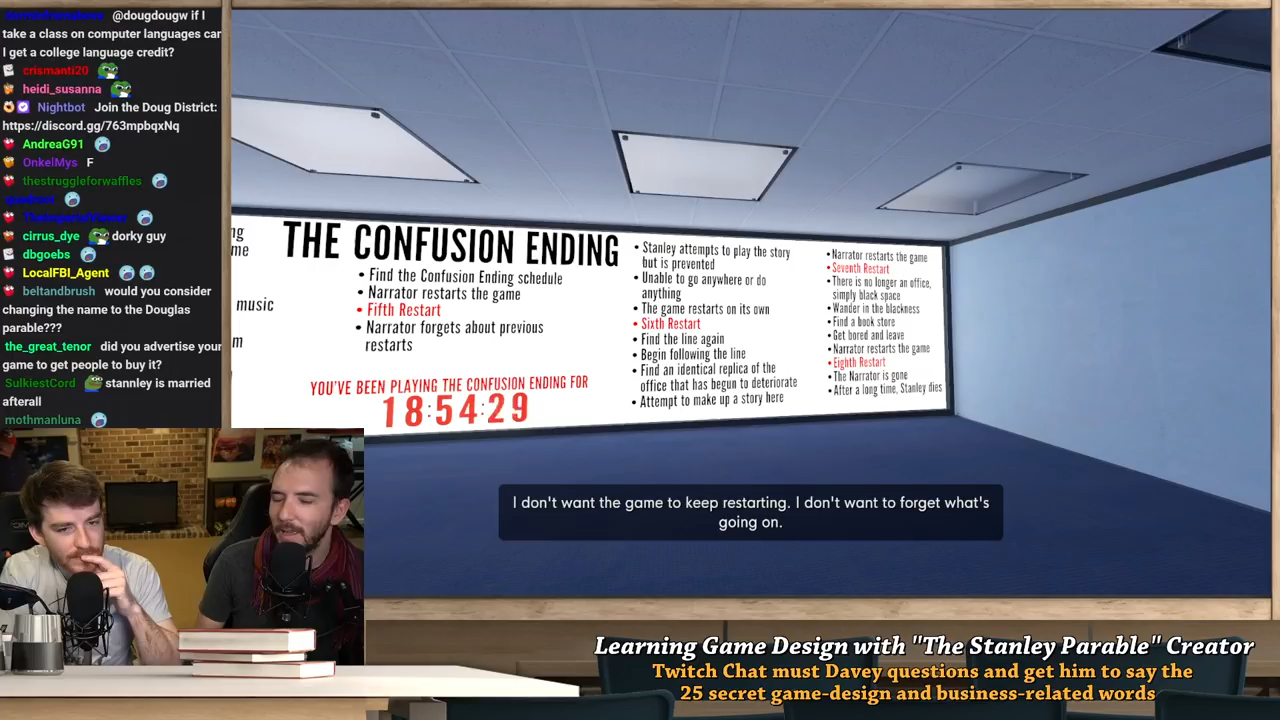 @dougdougw if I
take a class on computer languages can
I get a college language credit?
crismanti20
heidi_susanna
Nightbot Join the Doug District:
https://discord.gg/763mpbqxNq
AndreaG91
OnkelMys F
thestruggleforwaffles
cirrus_dye dorky guy
dbgoebs
LocalFBI_Agent
beltandbrush would you consider
changing the name to the Douglas
parable???
the_great_tenor did you advertise your
game to get people to buy it?
SulkiestCord stannley is married
afterall
mothmanluna
ng
me
music
m
THE CONFUSION ENDING
• Find the Confusion Ending schedule
• Narrator restarts the game
• Fifth Restart
• Narrator forgets about previous
restarts
YOU'VE BEEN PLAYING THE CONFUSION ENDING FOR
18:54:29
• Stanley attempts to play the story
but is prevented
• Unable to go anywhere or do
anything
• The game restarts on its own
• Sixth Restart
• Find the line again
• Begin following the line
• Find an identical replica of the
office that has begun to deteriorate
• Attempt to make up a story here
• Narrator restarts the game
• Seventh Restart
• There is no longer an office,
simply black space
• Wander in the blackness
• Find a book store
• Get bored and leave
• Narrator restarts the game
• Eighth Restart
• The Narrator is gone
• After a long time, Stanley dies
I don't want the game to keep restarting. I don't want to forget what's
going on.
Learning Game Design with "The Stanley Parable" Creator
Twitch Chat must Davey questions and get him to say the
25 secret game-design and business-related words